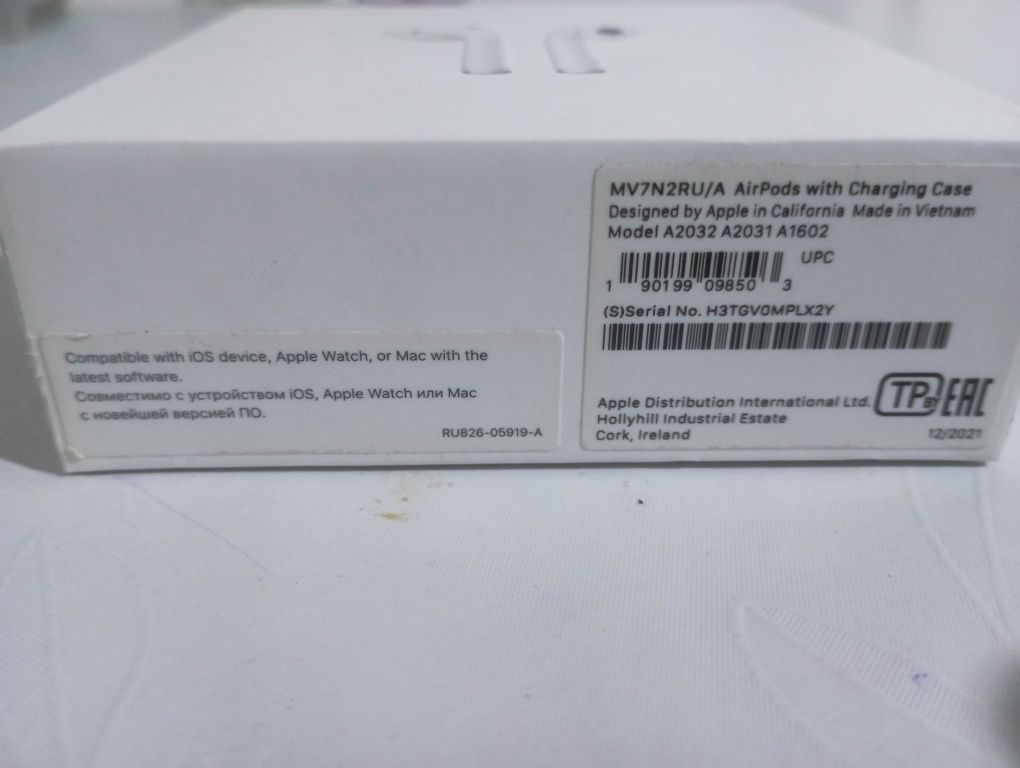 MV7N2RU/A AirPods with Charging Case
Designed by Apple in California Made in Vietnam
Model A2032 A2031 A1602
UPC
1 90199 09850 3
(S)Serial No. H3TGV0MPLX2Y
Apple Distribution International Ltd.
Hollyhill Industrial Estate
Cork, Ireland
TP BY EAC
12/2021
Compatible with iOS device, Apple Watch, or Mac with the
latest software.
Совместимо с устройством iOS, Apple Watch или Mac
с новейшей версией ПО.
RU826-05919-A